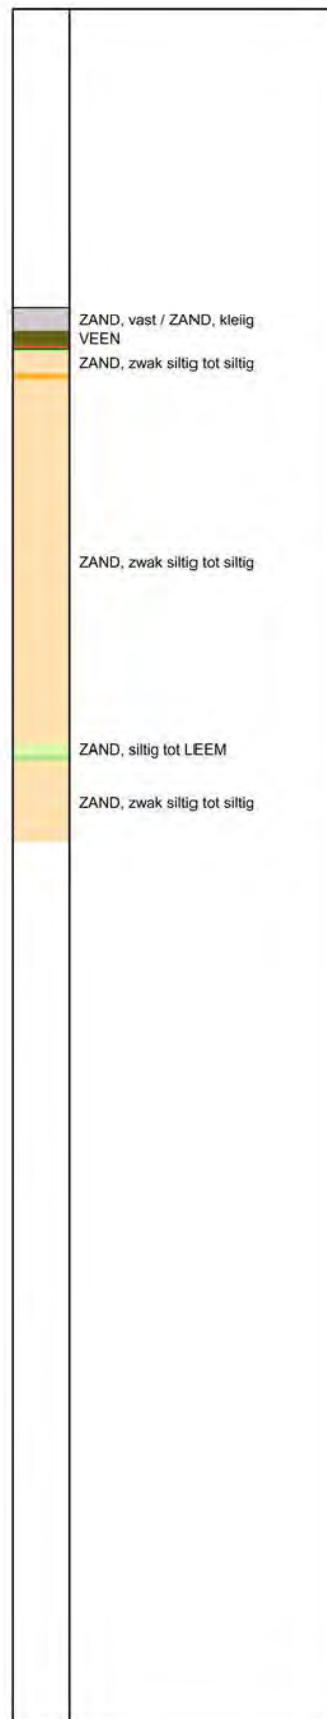 ZAND, vast / ZAND, kleiig
VEEN
ZAND, zwak siltig tot siltig
ZAND, zwak siltig tot siltig
ZAND, siltig tot LEEM
ZAND, zwak siltig tot siltig